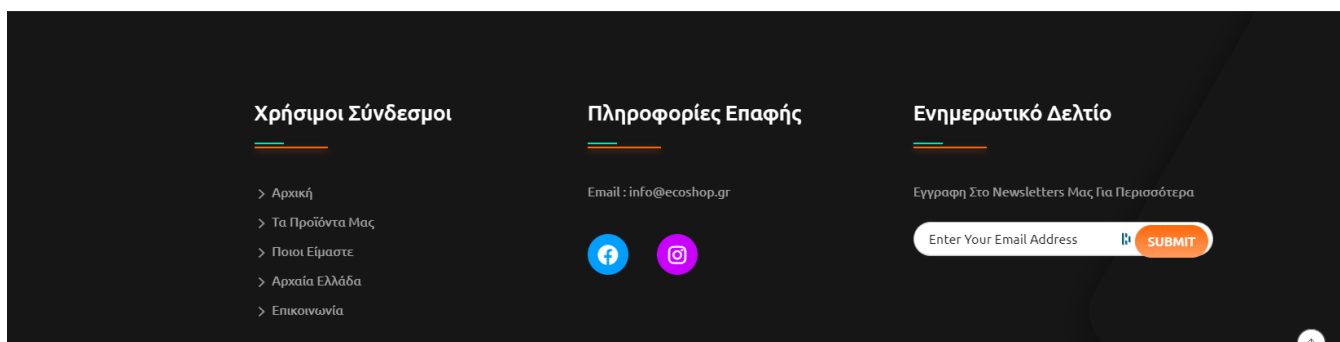 Χρήσιμοι Σύνδεσμοι
Αρχική
Τα Προϊόντα Μας
Ποιοι Είμαστε
Αρχαία Ελλάδα
Επικοινωνία
Πληροφορίες Επαφής
Email : info@ecoshop.gr
Ενημερωτικό Δελτίο
Εγγραφη Στο Newsletters Μας Για Περισσότερα
Enter Your Email Address SUBMIT